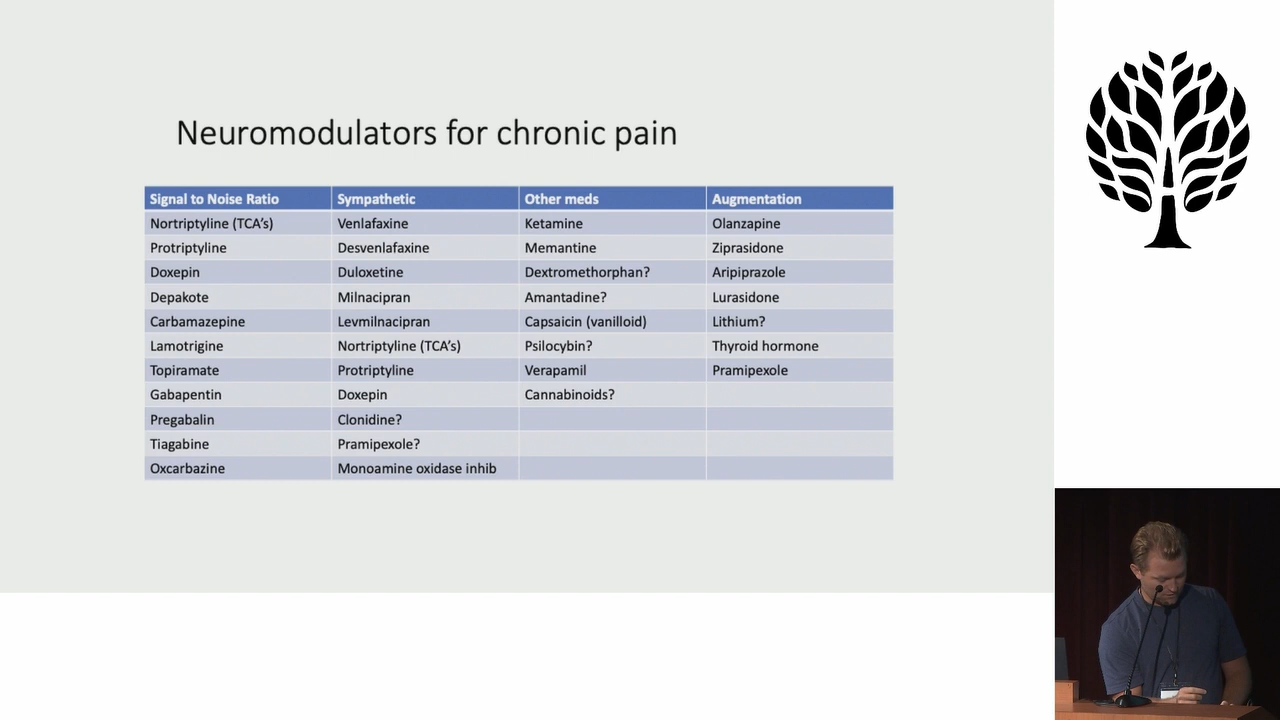 Neuromodulators for chronic pain
Signal to Noise Ratio Sympathetic Other meds Augmentation
Nortriptyline (TCA's) Venlafaxine Ketamine Olanzapine
Protriptyline Desvenlafaxine Memantine Ziprasidone
Doxepin Duloxetine Dextromethorphan? Aripiprazole
Depakote Milnacipran Amantadine? Lurasidone
Carbamazepine Levmilnacipran Capsaicin (vanilloid) Lithium?
Lamotrigine Nortriptyline (TCA's) Psilocybin? Thyroid hormone
Topiramate Protriptyline Verapamil Pramipexole
Gabapentin Doxepin Cannabinoids?
Pregabalin Clonidine?
Tiagabine Pramipexole?
Oxcarbazine Monoamine oxidase inhib